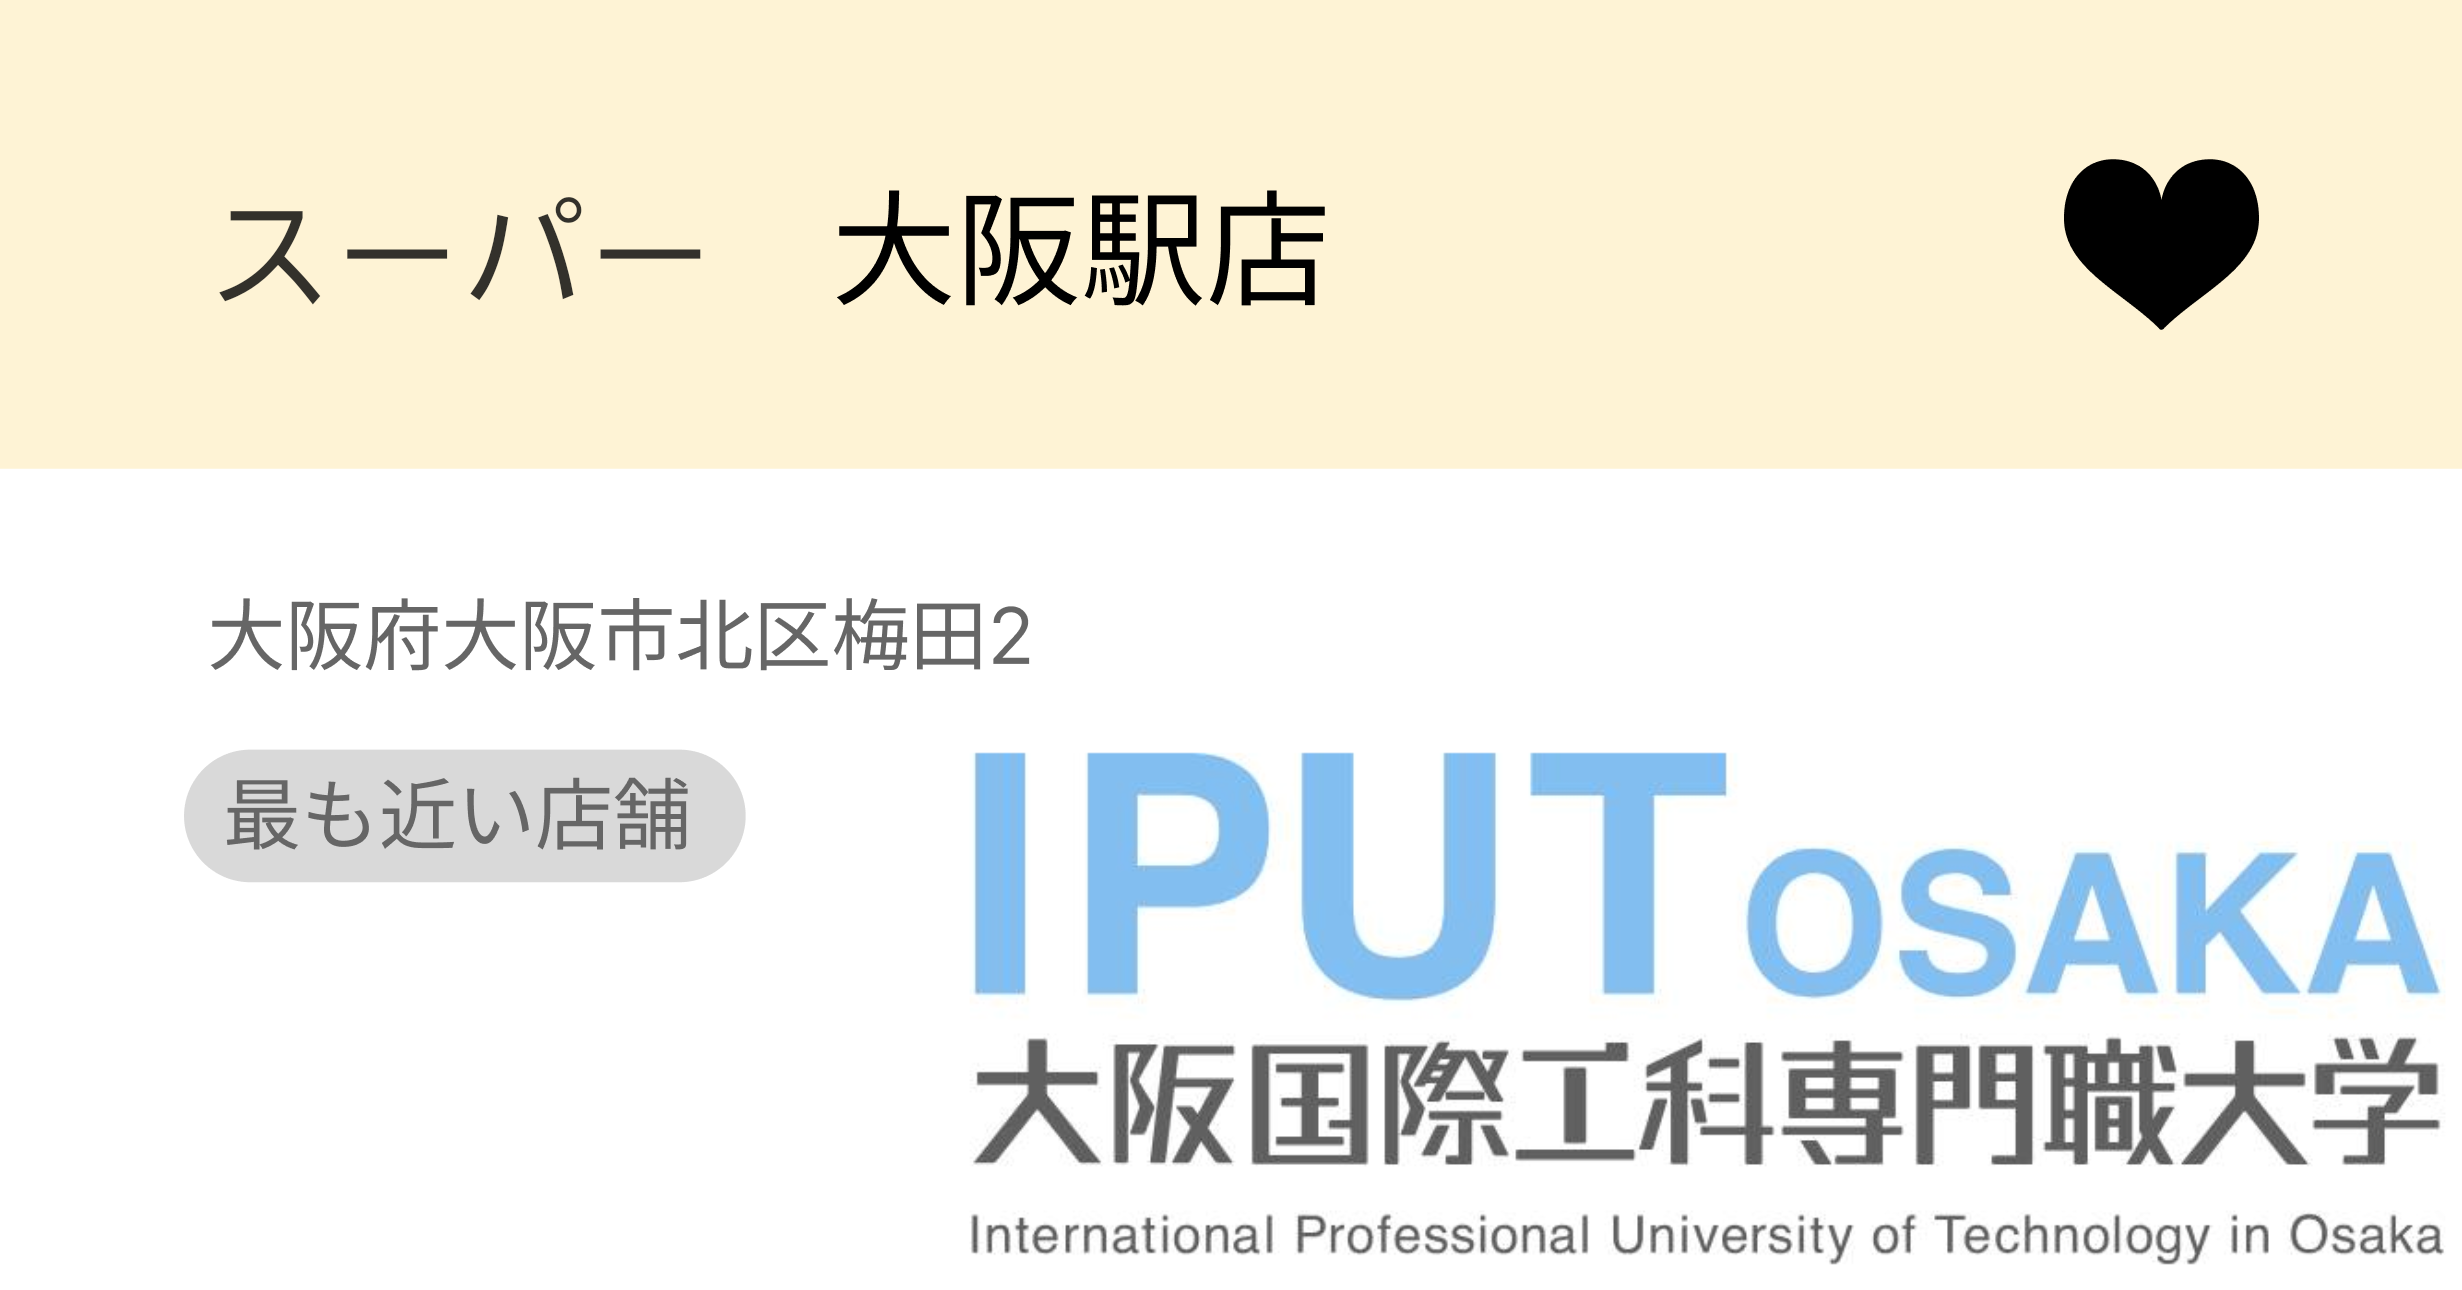 スーパー　大阪駅店
大阪府大阪市北区梅田2
最も近い店舗
IPUT OSAKA
大阪国際工科専門職大学
International Professional University of Technology in Osaka